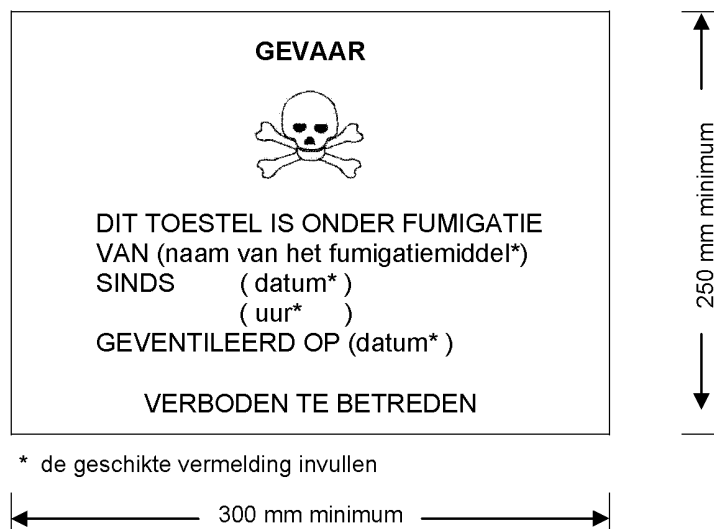 GEVAAR
DIT TOESTEL IS ONDER FUMIGATIE
VAN (naam van het fumigatiemiddel*)
SINDS ( datum* )
( uur* )
GEVENTILEERD OP (datum* )
VERBODEN TE BETREDEN
250 mm minimum
* de geschikte vermelding invullen
300 mm minimum